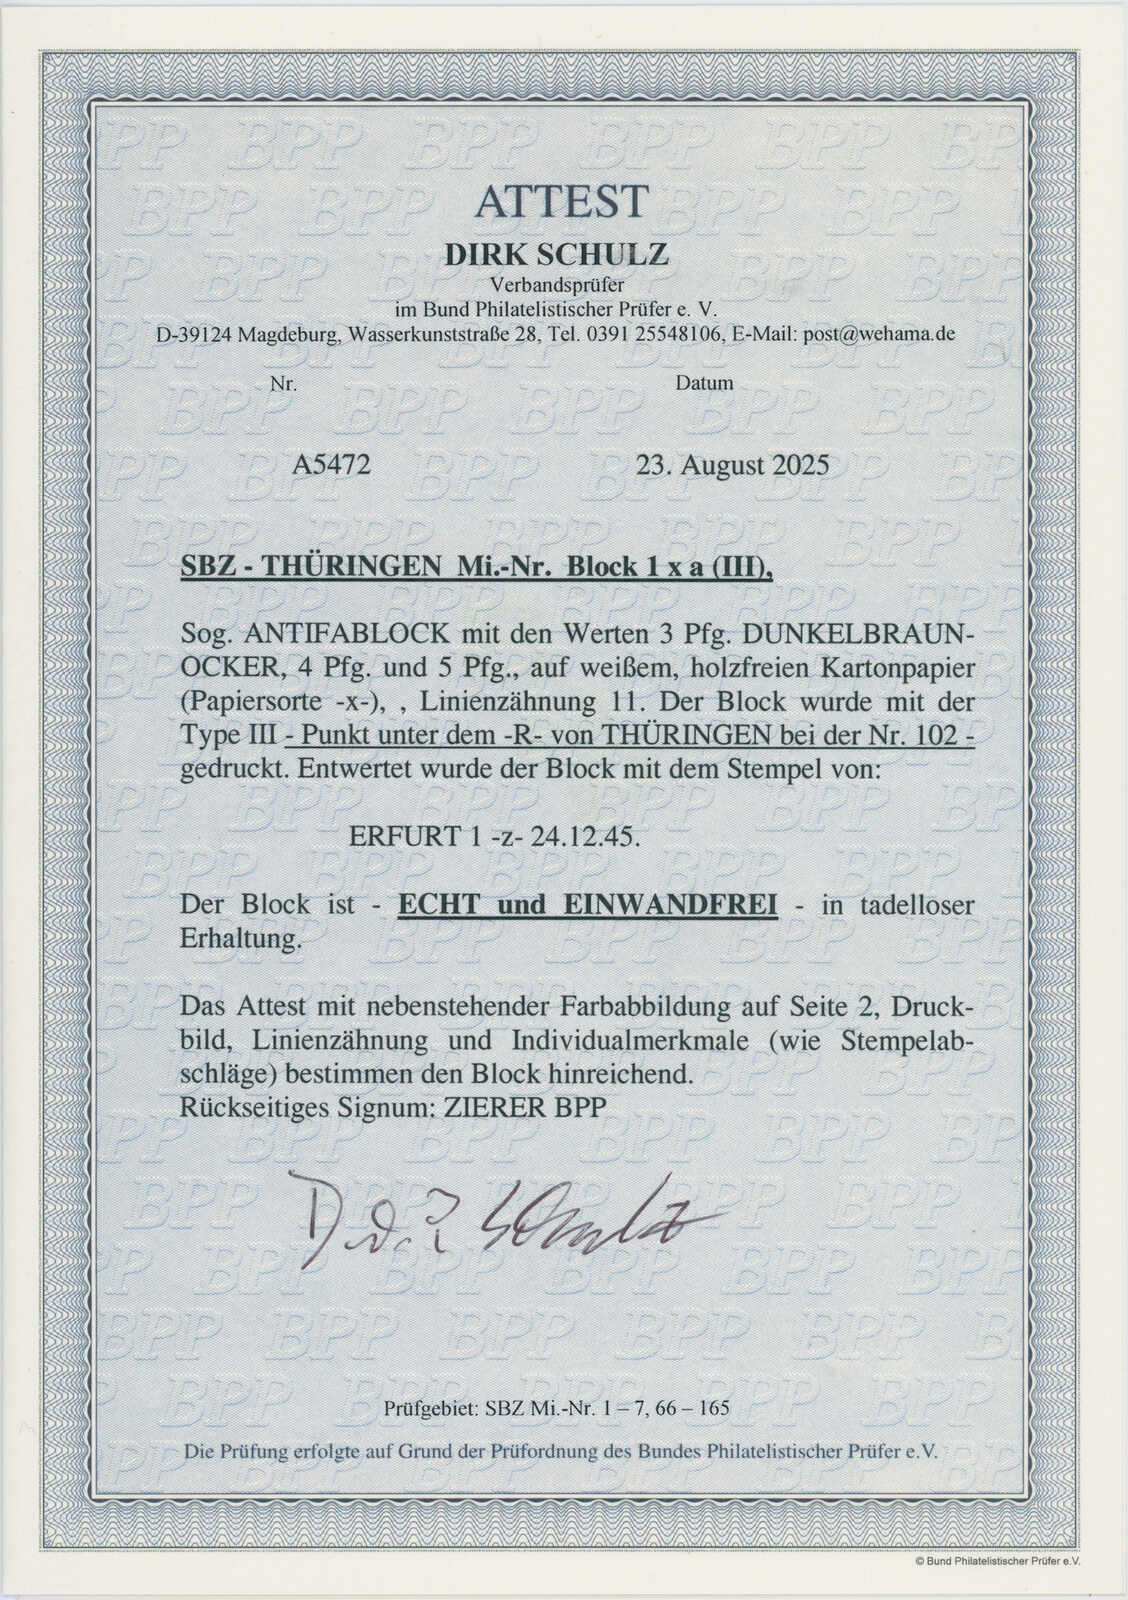 ATTEST
DIRK SCHULZ
Verbandsprüfer
im Bund Philatelistischer Prüfer e. V.
D-39124 Magdeburg, Wasserkunststraße 28, Tel. 0391 25548106, E-Mail: post@wehama.de
Nr. Datum
A5472 23. August 2025
SBZ - THÜRINGEN Mi.-Nr. Block 1 x a (III),
Sog. ANTIFABLOCK mit den Werten 3 Pfg. DUNKELBRAUN-
OCKER, 4 Pfg. und 5 Pfg., auf weißem, holzfreien Kartonpapier
(Papiersorte -x-), , Linienzähnung 11. Der Block wurde mit der
Type III - Punkt unter dem -R- von THÜRINGEN bei der Nr. 102 -
gedruckt. Entwertet wurde der Block mit dem Stempel von:
ERFURT 1 -z- 24.12.45.
Der Block ist - ECHT und EINWANDFREI - in tadelloser
Erhaltung.
Das Attest mit nebenstehender Farbabbildung auf Seite 2, Druck-
bild, Linienzähnung und Individualmerkmale (wie Stempelab-
schläge) bestimmen den Block hinreichend.
Rückseitiges Signum: ZIERER BPP
Dirk Schulz
Prüfgebiet: SBZ Mi.-Nr. 1 – 7, 66 – 165
Die Prüfung erfolgte auf Grund der Prüfordnung des Bundes Philatelistischer Prüfer e.V.
© Bund Philatelistischer Prüfer e.V.